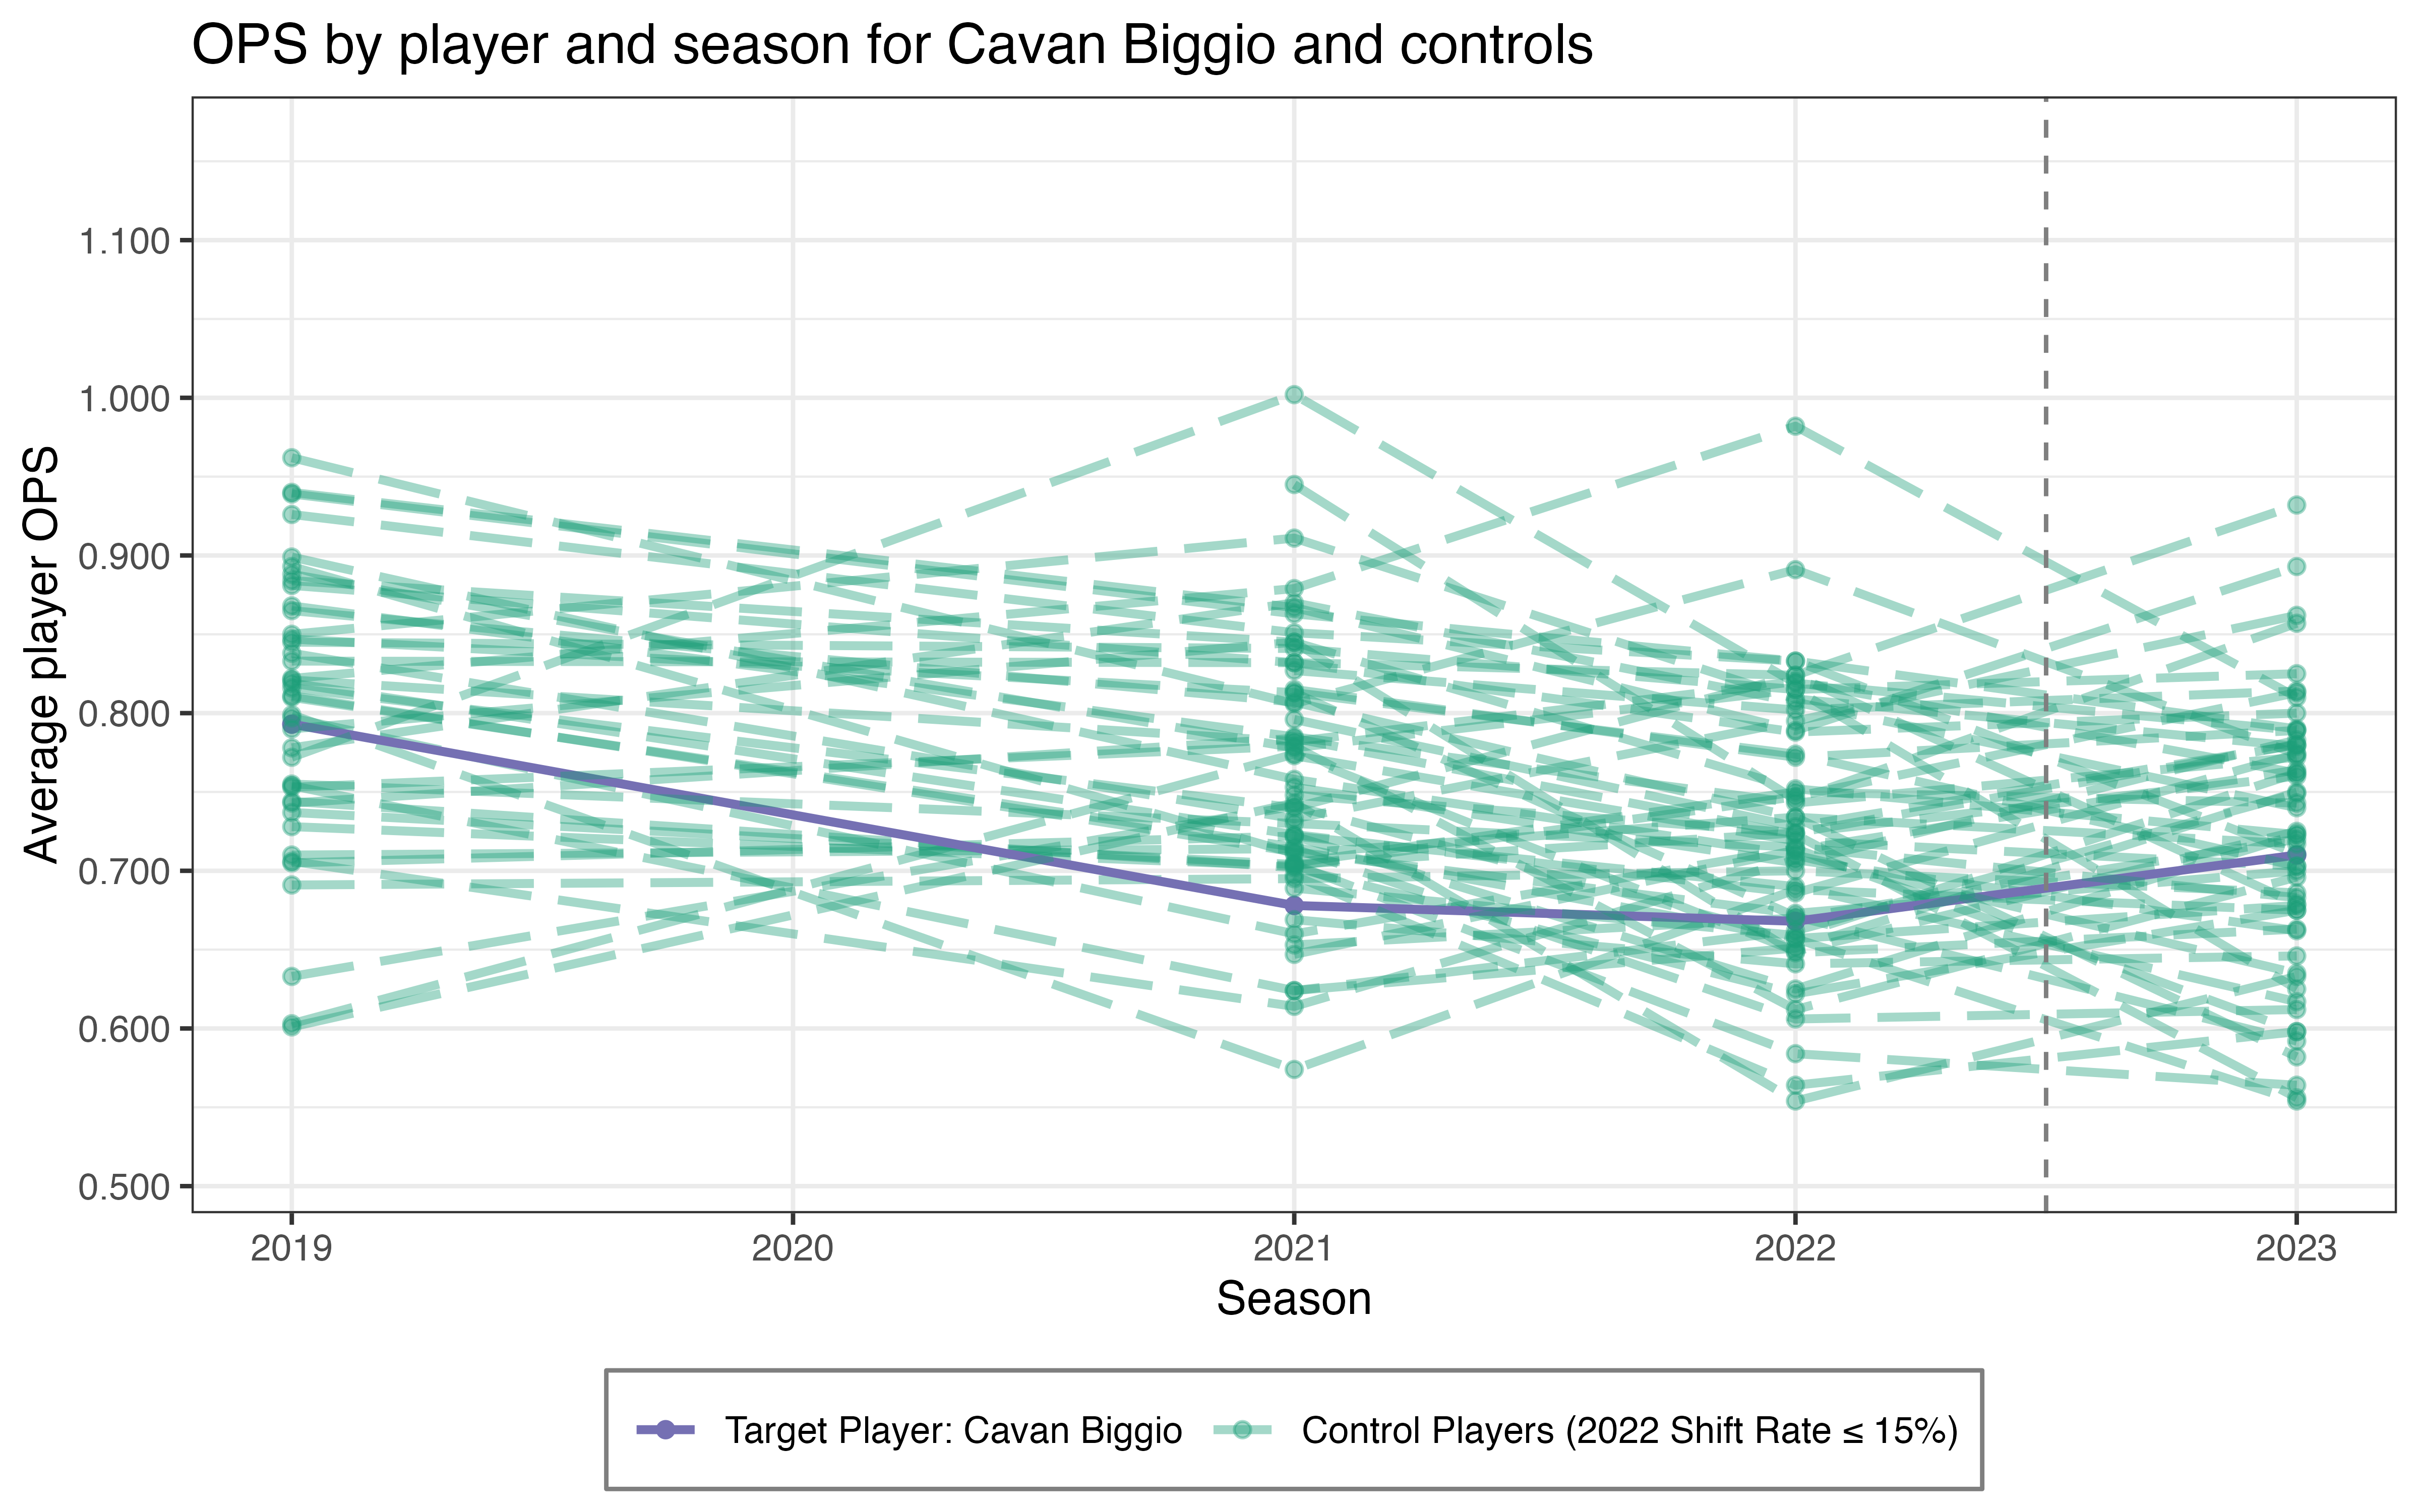 OPS by player and season for Cavan Biggio and controls
Average player OPS
1.100
1.000
0.900
0.800
0.700
0.600
0.500
2019 2020 2021 2022 2023
Season
Target Player: Cavan Biggio Control Players (2022 Shift Rate ≤ 15%)